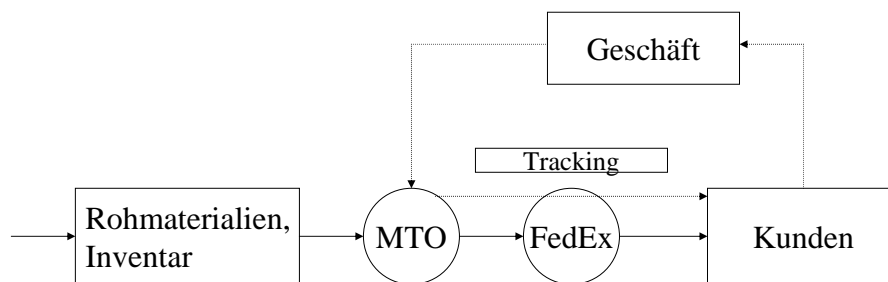 Geschäft
Tracking
Rohmaterialien,
Inventar
MTO
FedEx
Kunden